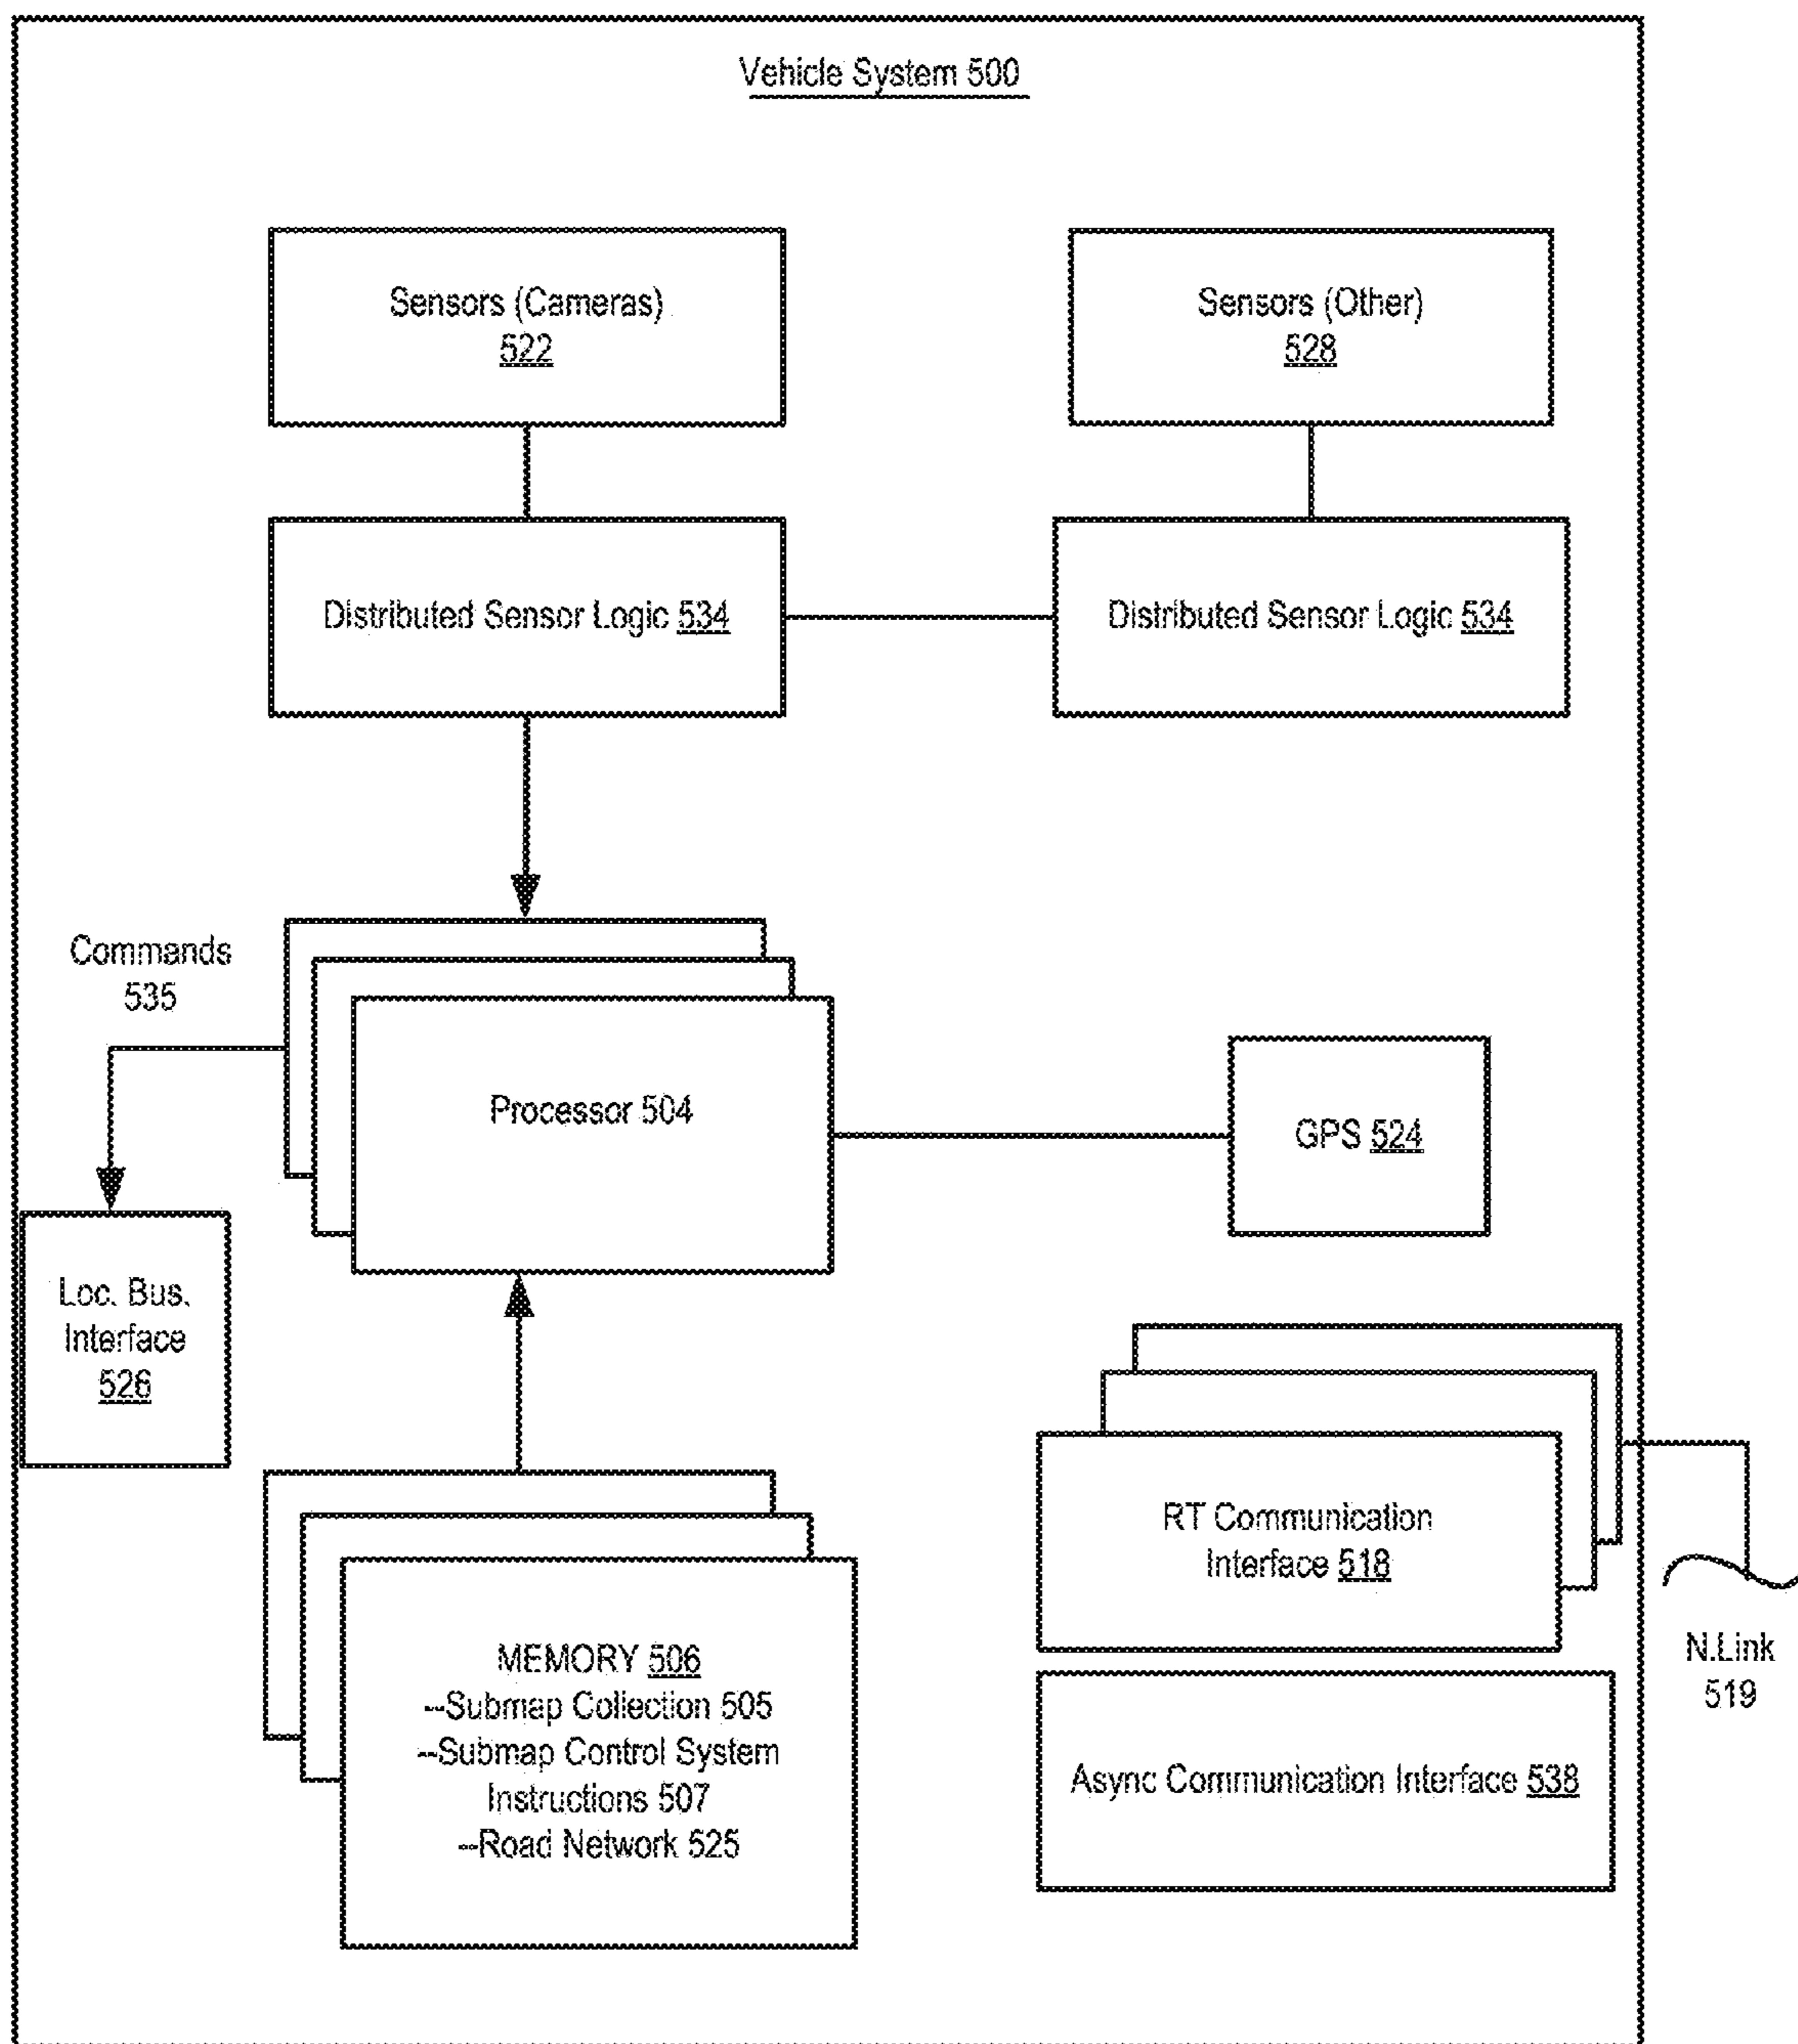 Vehicle System 500
Sensors (Cameras)
522
Sensors (Other)
528
Distributed Sensor Logic 534
Distributed Sensor Logic 534
Commands
535
Processor 504
GPS 524
Loc. Bus.
Interface
526
RT Communication
Interface 518
N.Link
519
MEMORY 506
--Submap Collection 505
--Submap Control System
Instructions 507
--Road Network 525
Async Communication Interface 538